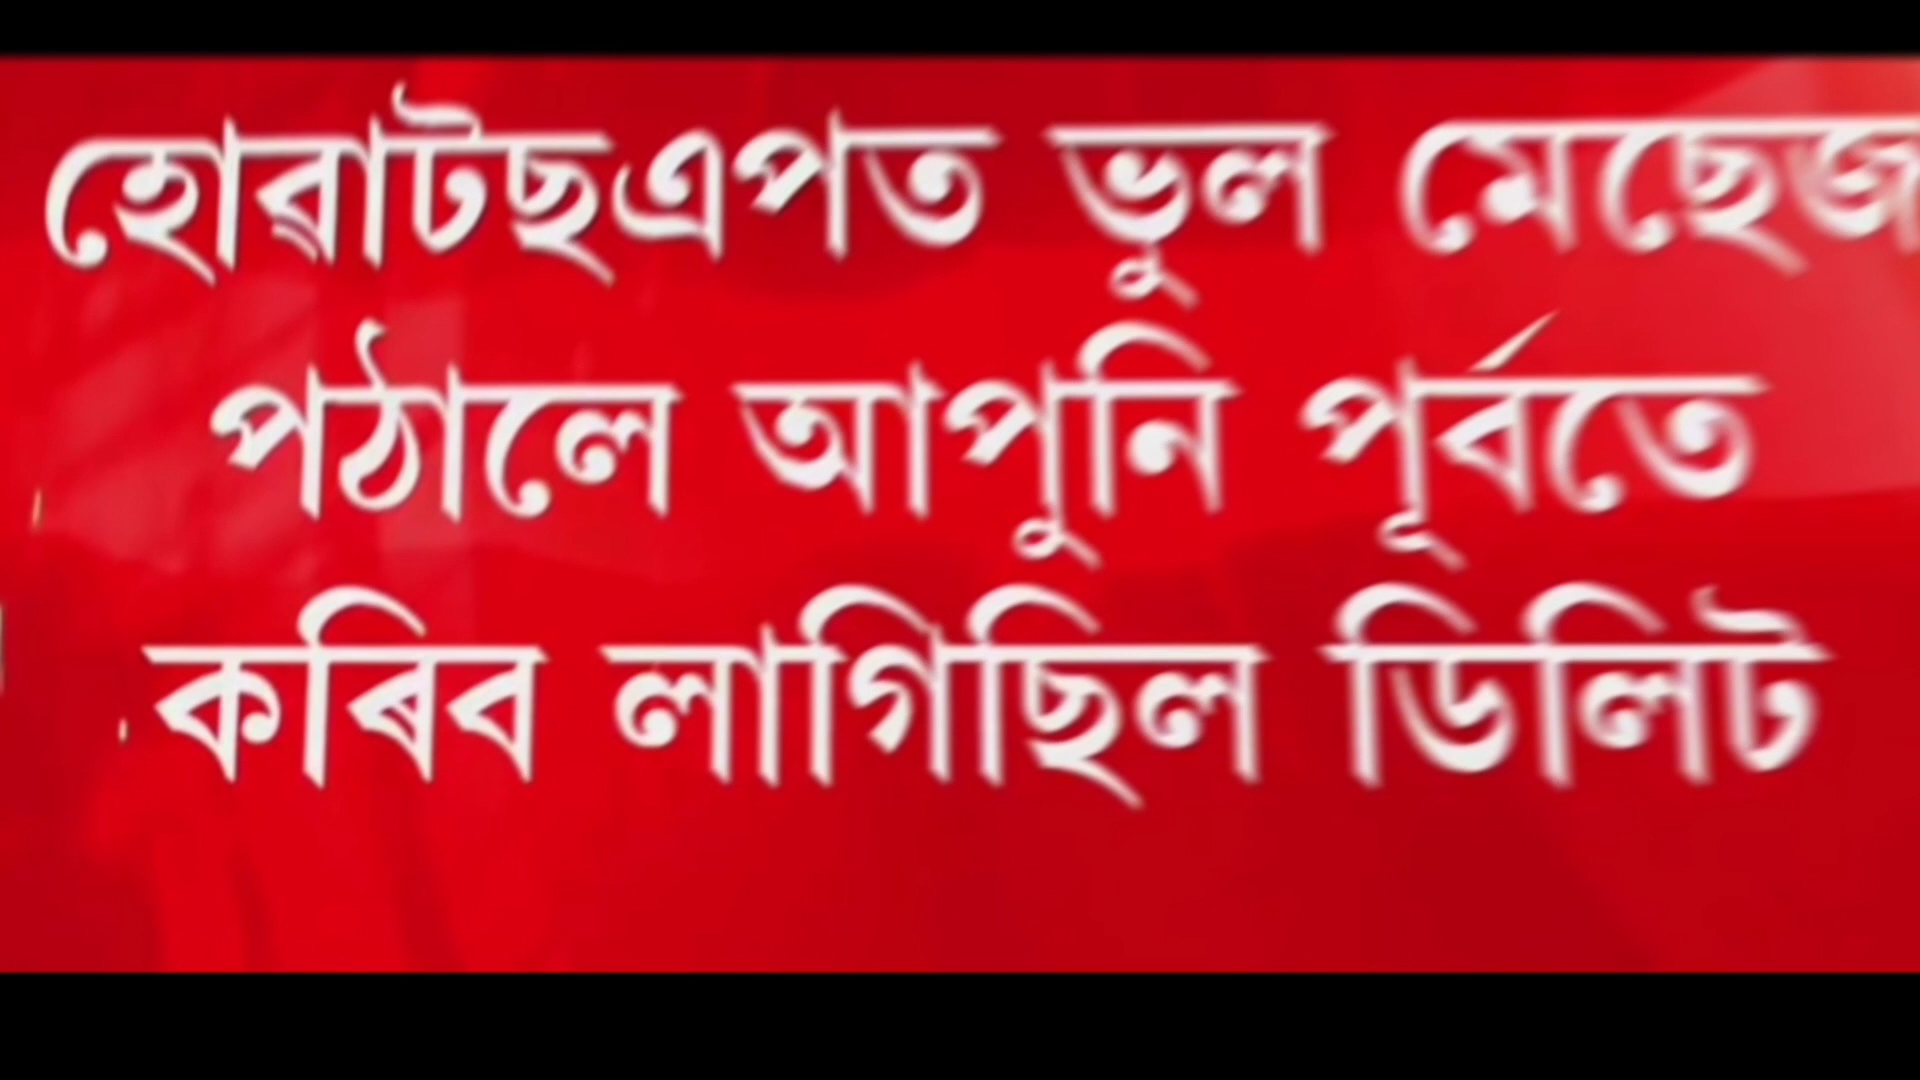 হোৱাটছএপত ভুল মেছেজ
পঠালে আপুনি পূৰ্বতে
কৰিব লাগিছিল ডিলিট